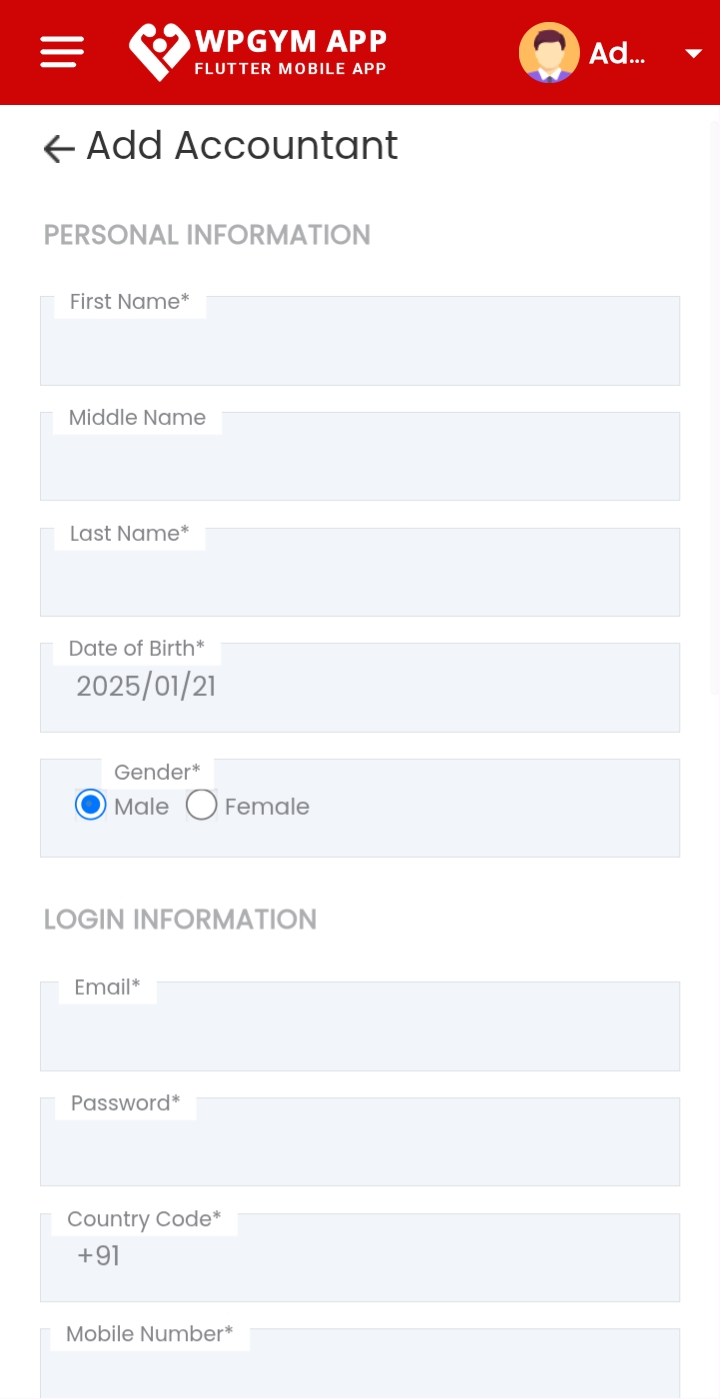 WPGYM APP
FLUTTER MOBILE APP
Ad...
Add Accountant
PERSONAL INFORMATION
First Name*
Middle Name
Last Name*
Date of Birth*
2025/01/21
Gender*
Male Female
LOGIN INFORMATION
Email*
Password*
Country Code*
+91
Mobile Number*